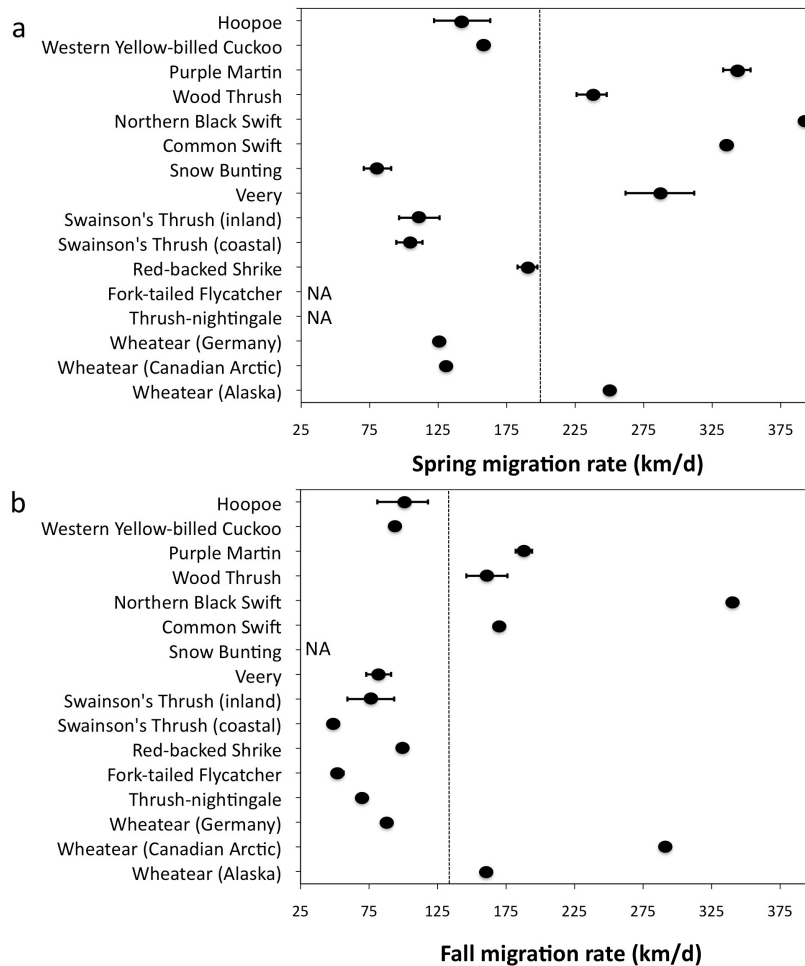 a
Hoopoe
Western Yellow-billed Cuckoo
Purple Martin
Wood Thrush
Northern Black Swift
Common Swift
Snow Bunting
Veery
Swainson's Thrush (inland)
Swainson's Thrush (coastal)
Red-backed Shrike
Fork-tailed Flycatcher NA
Thrush-nightingale NA
Wheatear (Germany)
Wheatear (Canadian Arctic)
Wheatear (Alaska)
25 75 125 175 225 275 325 375
Spring migration rate (km/d)
b
Hoopoe
Western Yellow-billed Cuckoo
Purple Martin
Wood Thrush
Northern Black Swift
Common Swift
Snow Bunting NA
Veery
Swainson's Thrush (inland)
Swainson's Thrush (coastal)
Red-backed Shrike
Fork-tailed Flycatcher
Thrush-nightingale
Wheatear (Germany)
Wheatear (Canadian Arctic)
Wheatear (Alaska)
25 75 125 175 225 275 325 375
Fall migration rate (km/d)